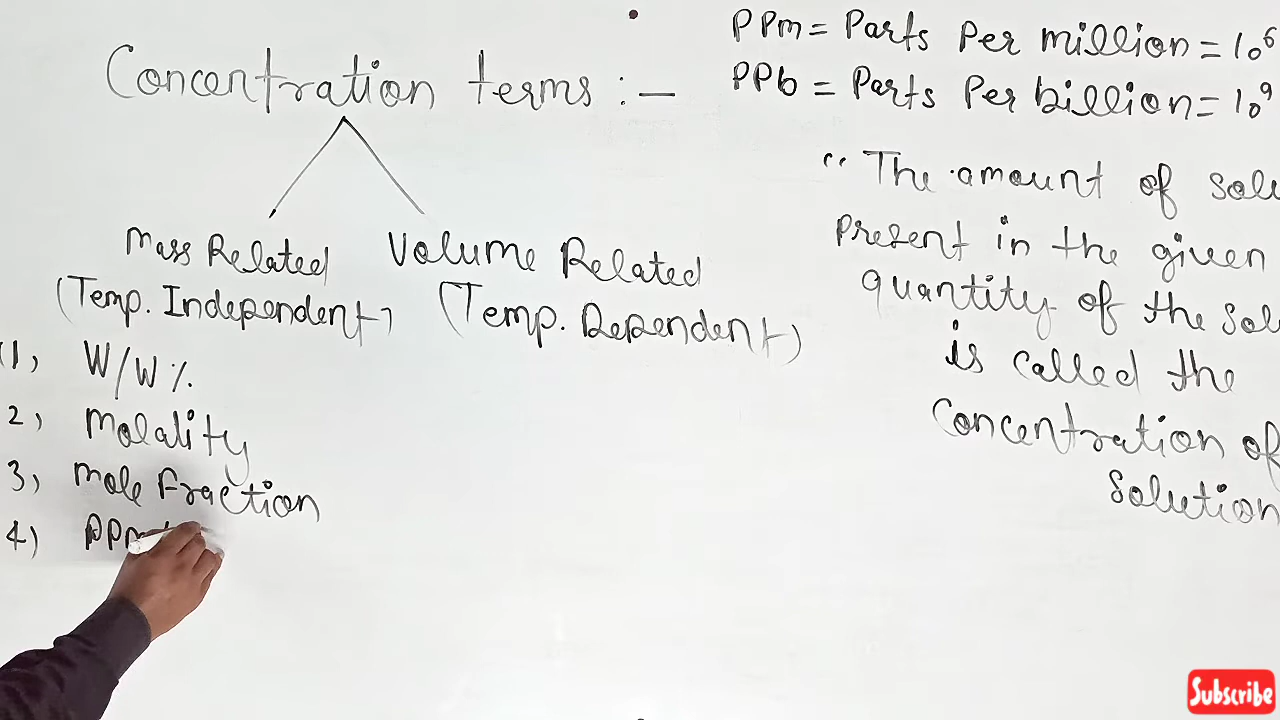 Concentration terms :-
Mass Related
(Temp. Independent)
Volume Related
(Temp. Dependent)
(1) W/W %
2) Molality
3) Mole Fraction
4) PPm
PPm = Parts Per million = 10⁶
PPb = Parts Per billion = 10⁹
"The amount of
Present in the given
quantity of the
is called the
Concentration of
Solution
Subscribe